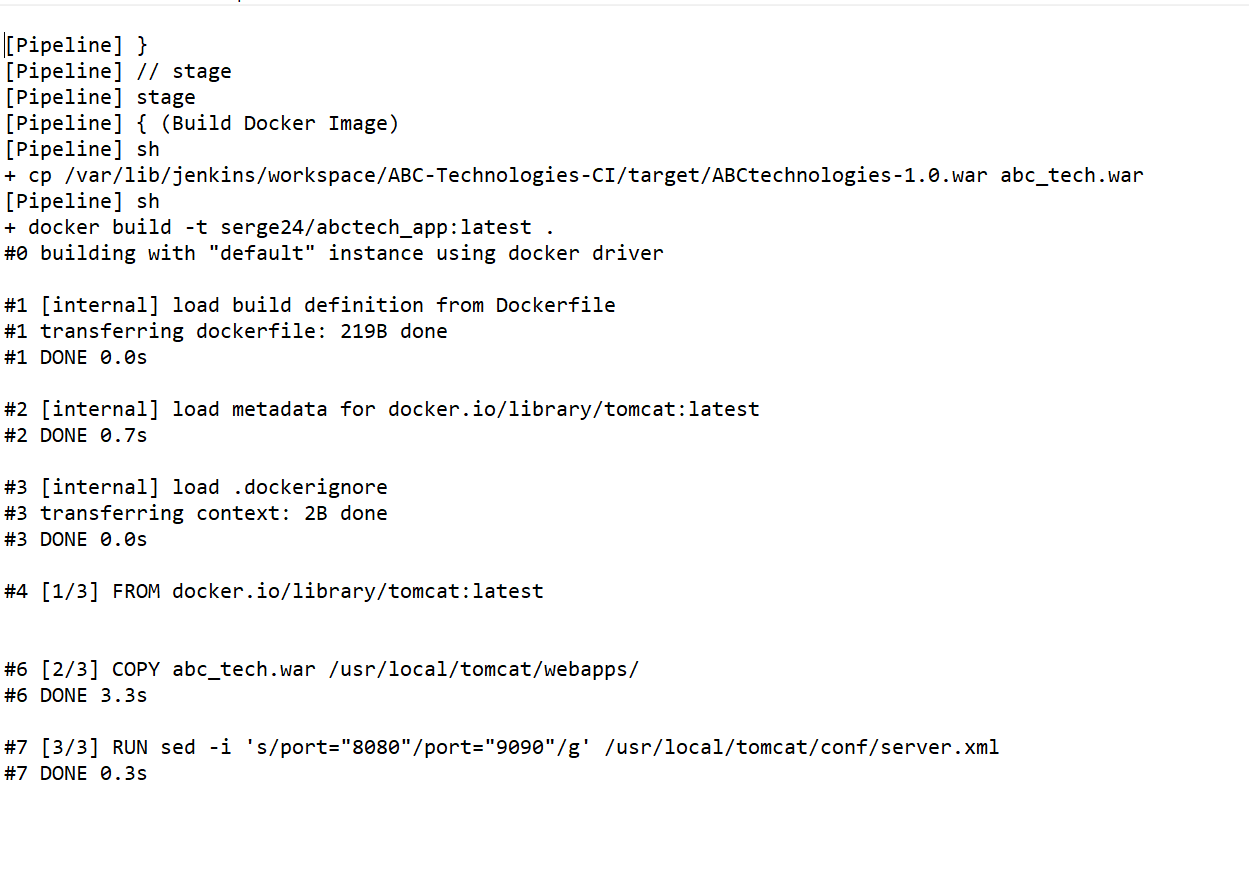 [Pipeline] }
[Pipeline] // stage
[Pipeline] stage
[Pipeline] { (Build Docker Image)
[Pipeline] sh
+ cp /var/lib/jenkins/workspace/ABC-Technologies-CI/target/ABCtechnologies-1.0.war abc_tech.war
[Pipeline] sh
+ docker build -t serge24/abctech_app:latest .
#0 building with "default" instance using docker driver
#1 [internal] load build definition from Dockerfile
#1 transferring dockerfile: 219B done
#1 DONE 0.0s
#2 [internal] load metadata for docker.io/library/tomcat:latest
#2 DONE 0.7s
#3 [internal] load .dockerignore
#3 transferring context: 2B done
#3 DONE 0.0s
#4 [1/3] FROM docker.io/library/tomcat:latest
#6 [2/3] COPY abc_tech.war /usr/local/tomcat/webapps/
#6 DONE 3.3s
#7 [3/3] RUN sed -i 's/port="8080"/port="9090"/g' /usr/local/tomcat/conf/server.xml
#7 DONE 0.3s